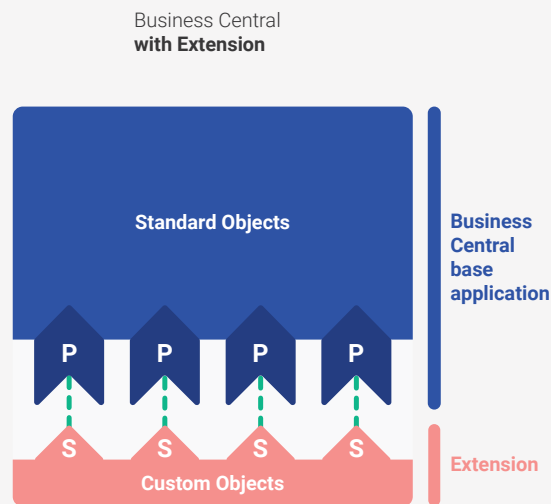 Business Central
with Extension
Standard Objects
Business
Central
base
application
P P P P
S S S S
Custom Objects
Extension